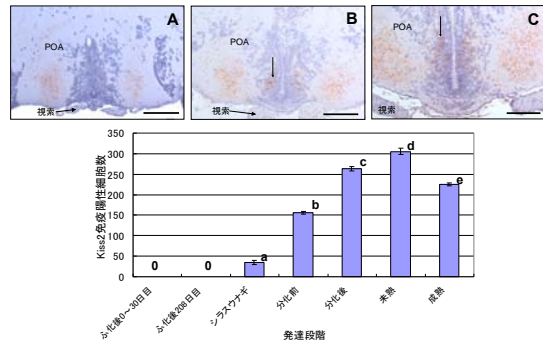 A
POA
視索
B
POA
視索
C
POA
視索
Kiss2免疫陽性細胞数
350
300
250
200
150
100
50
0
0
0
a
b
c
d
e
ふ化後0～30日目
ふ化後208日目
シラスウナギ
分化前
分化後
未熟
成熟
発達段階